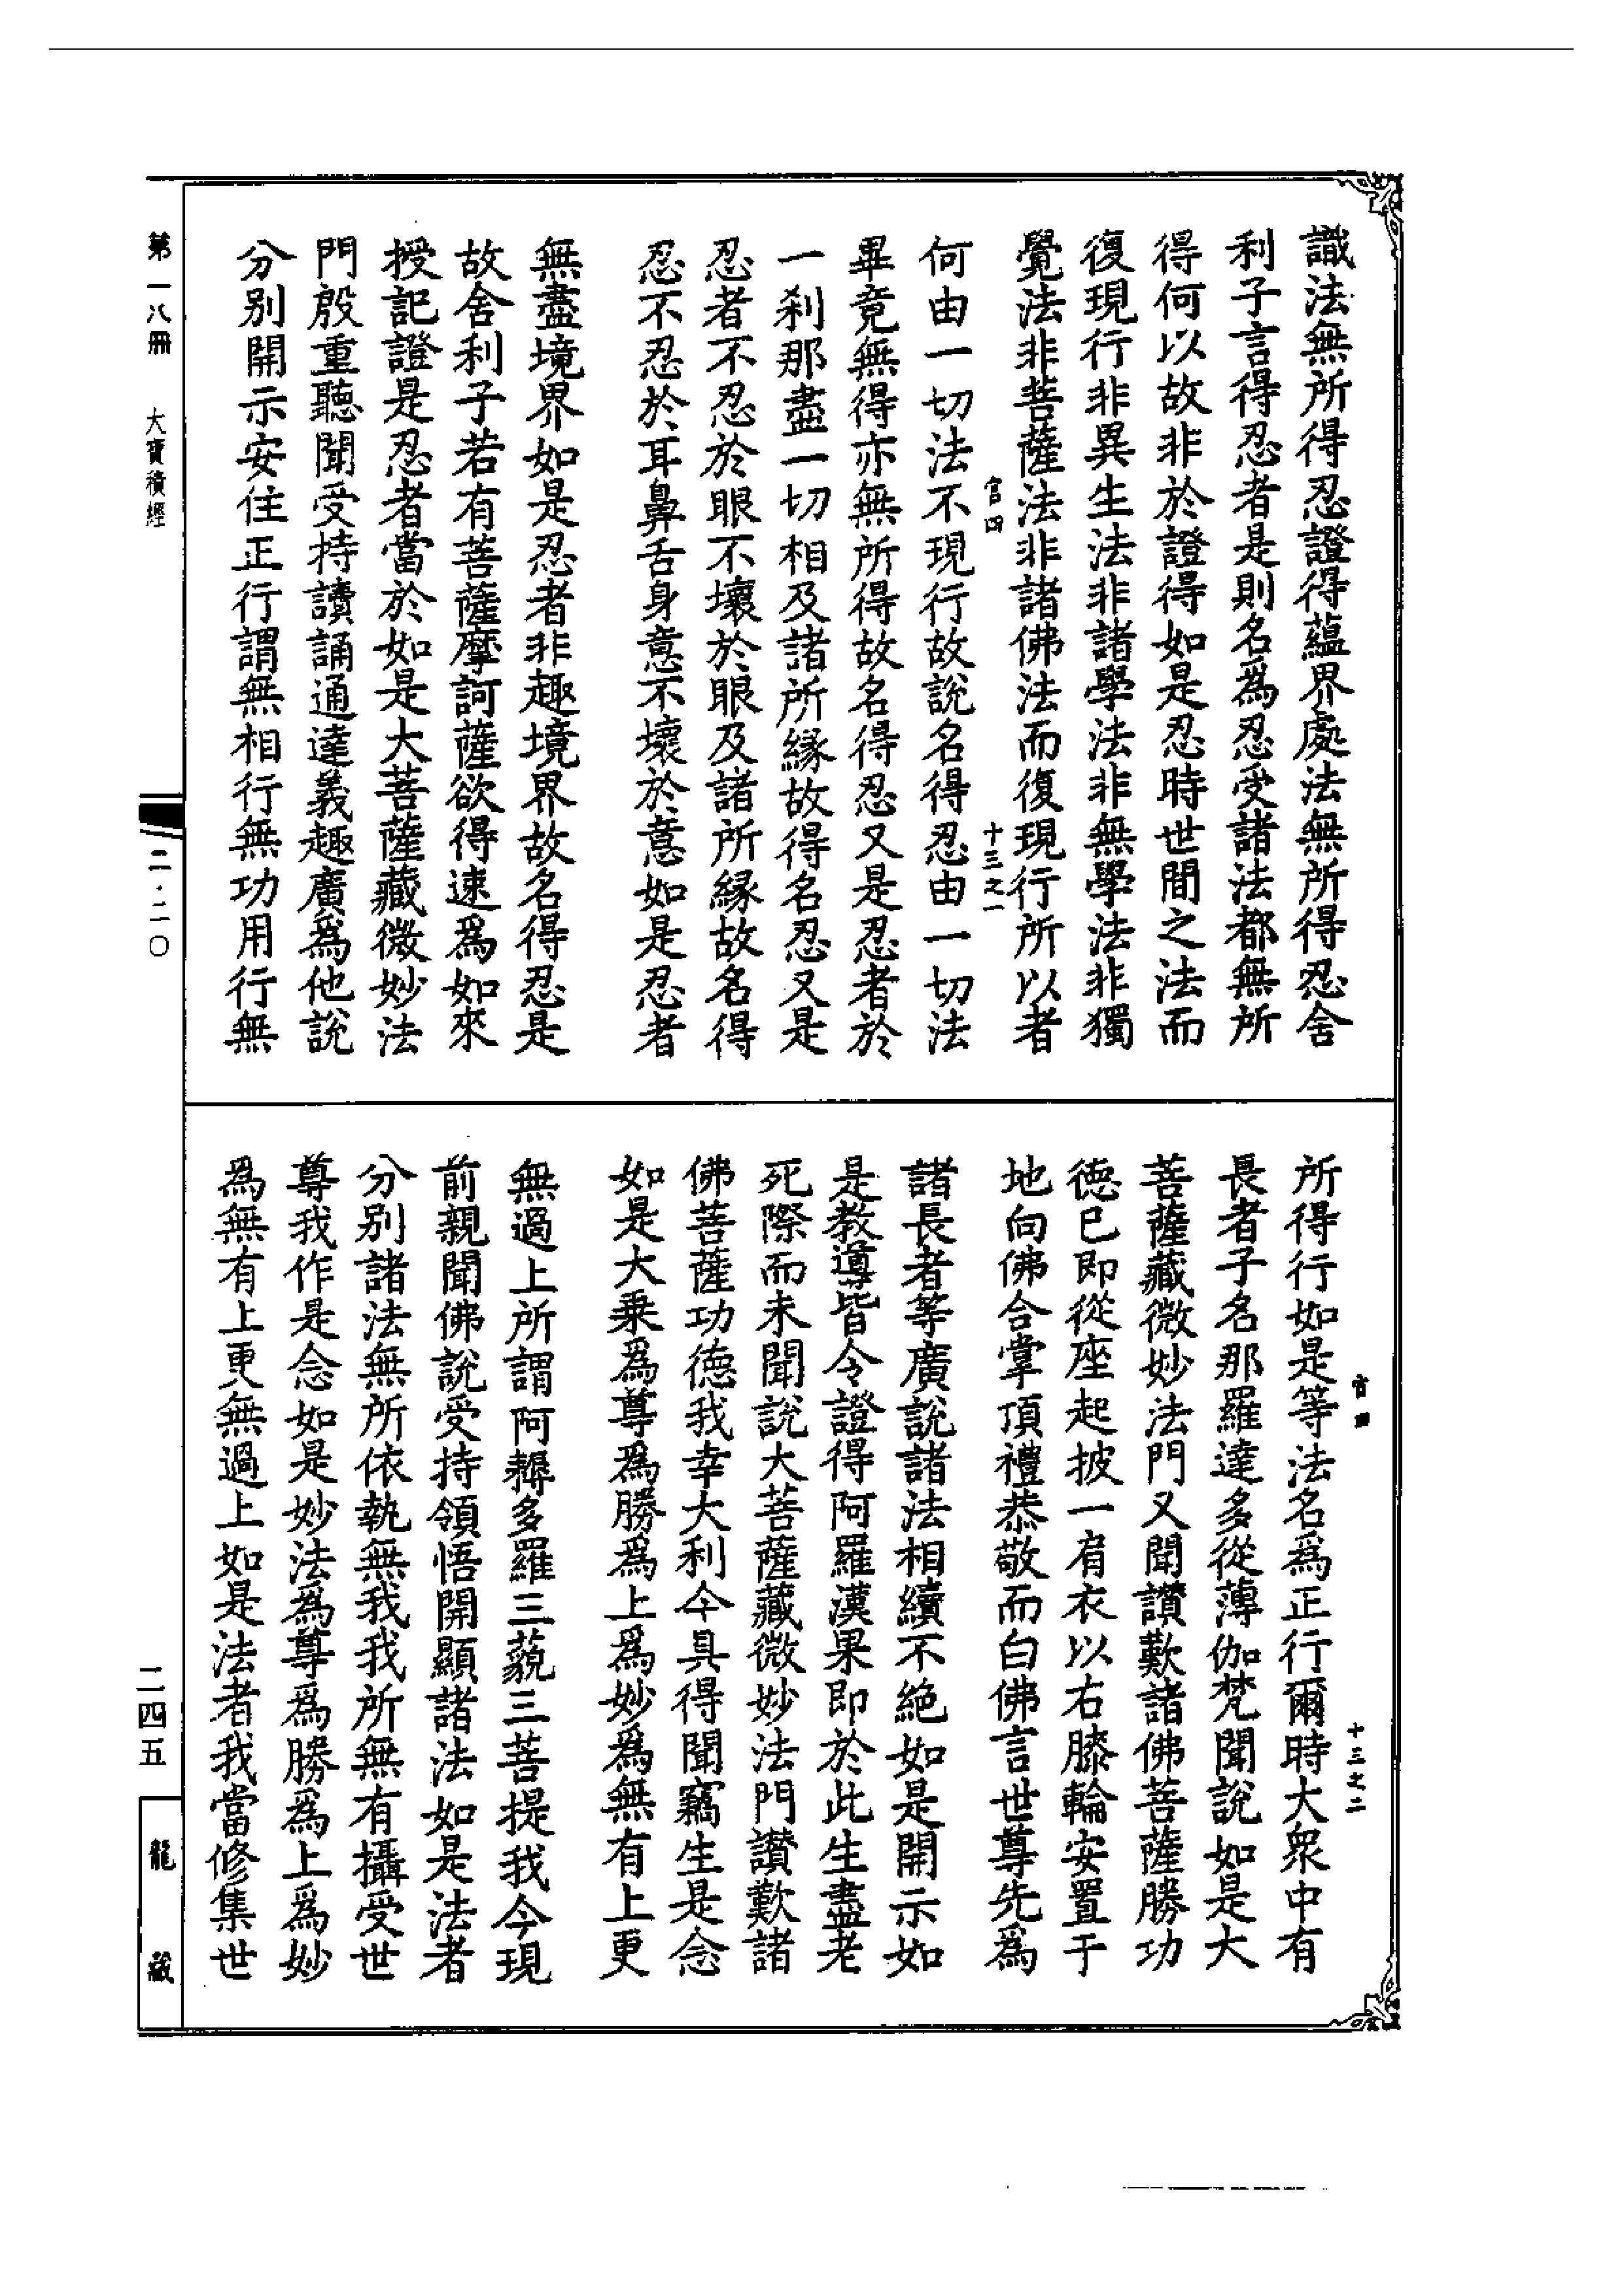 識法無所得忍證得蘊界處法無所得忍舍
利子言得忍者是則名為忍受諸法都無所
得何以故非於證得如是忍時世間之法而
復現行非異生法非諸學法非無學法非獨
覺法非菩薩法非諸佛法而復現行所以者
官四
十三之一
何由一切法不現行故說名得忍由一切法
畢竟無得亦無所得故名得忍又是忍者於
一剎那盡一切相及諸所緣故得名忍又是
忍者不忍於眼不壞於眼及諸所緣故名得
忍不忍於耳鼻舌身意不壞於意如是忍者
無盡境界如是忍者非趣境界故名得忍是
故舍利子若有菩薩摩訶薩欲得速為如來
授記證是忍者當於如是大菩薩藏微妙法
門殷重聽聞受持讀誦通達義趣廣為他說
分別開示安住正行謂無相行無功用行無
官四
十三之二
所得行如是等法名為正行爾時大眾中有
長者子名那羅達多從薄伽梵聞說如是大
菩薩藏微妙法門又聞讚歎諸佛菩薩勝功
德已即從座起披一肩衣以右膝輪安置于
地向佛合掌頂禮恭敬而白佛言世尊先為
諸長者等廣說諸法相續不絕如是開示如
是教導皆令證得阿羅漢果即於此生盡老
死際而未聞說大菩薩藏微妙法門讚歎諸
佛菩薩功德我幸大利今具得聞竊生是念
如是大乘為尊為勝為上為妙為無有上更
無過上所謂阿耨多羅三藐三菩提我今現
前親聞佛說受持領悟開顯諸法如是法者
分別諸法無所依執無我我所無有攝受世
尊我作是念如是妙法為尊為勝為上為妙
為無有上更無過上如是法者我當修集世
第一八冊 大寶積經
二·二〇
二四五
龍藏